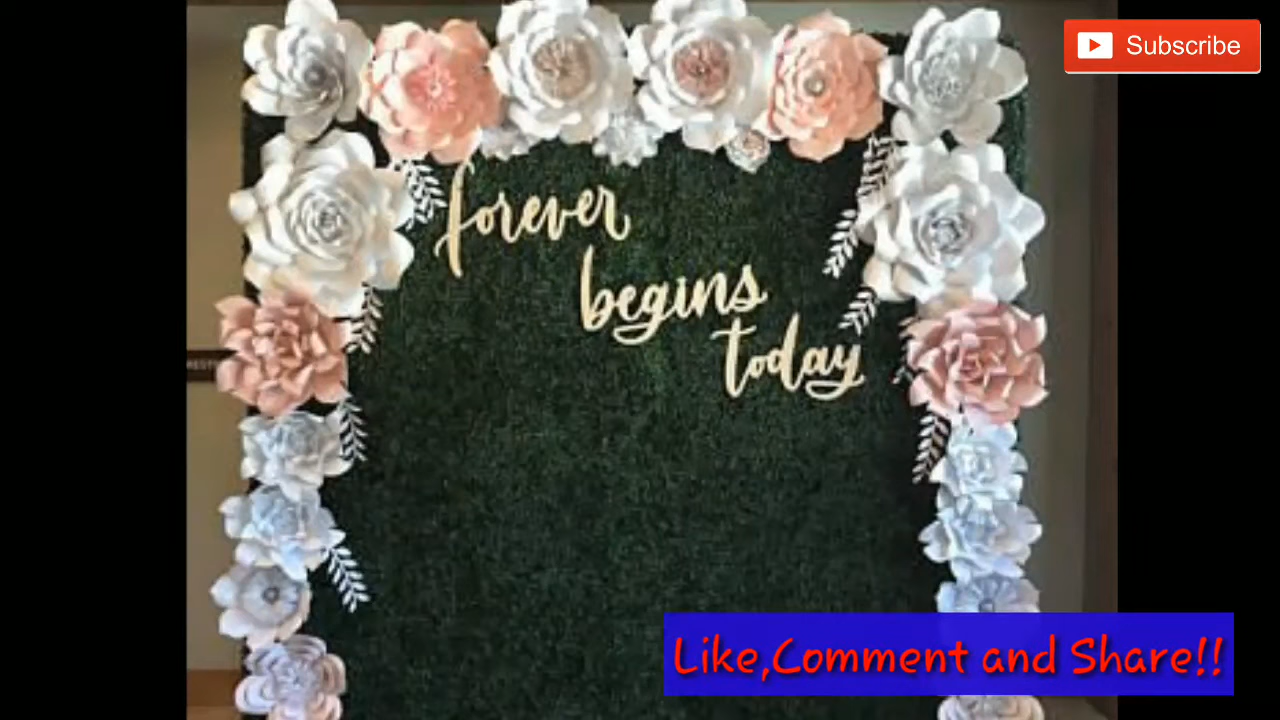 Subscribe
forever
begins
today
Like,Comment and Share!!